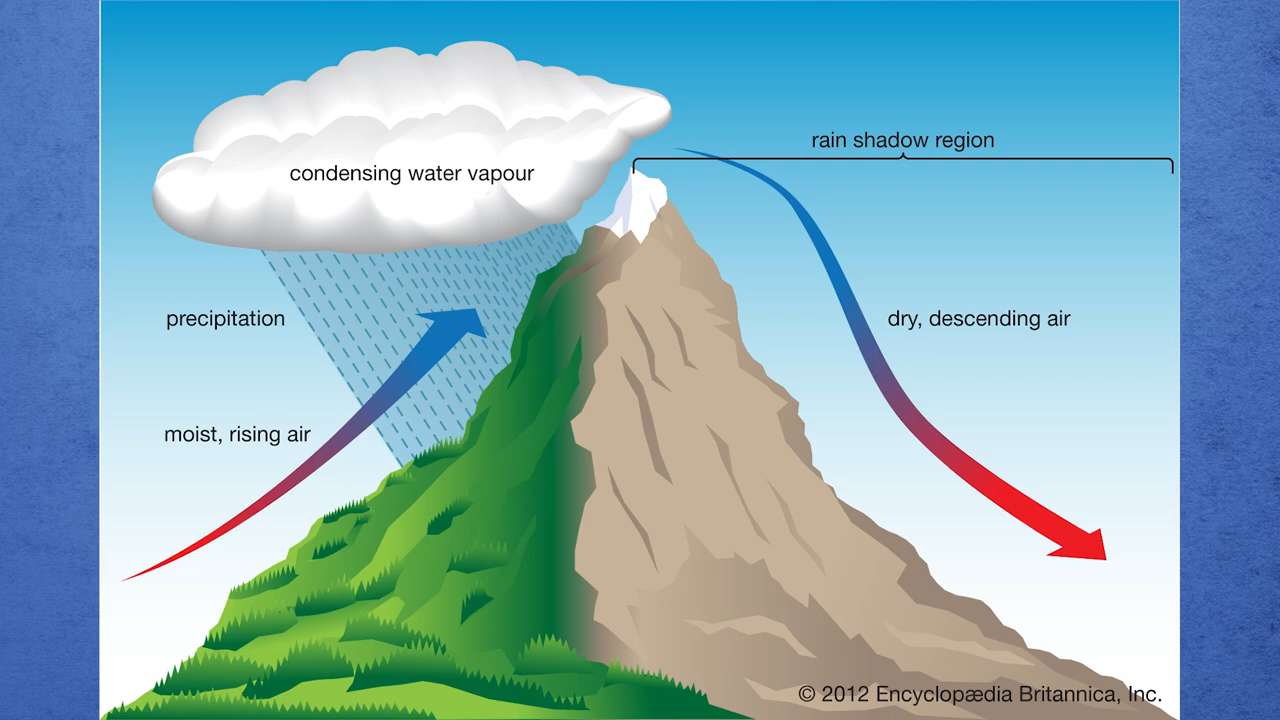 rain shadow region
condensing water vapour
precipitation
dry, descending air
moist, rising air
© 2012 Encyclopædia Britannica, Inc.